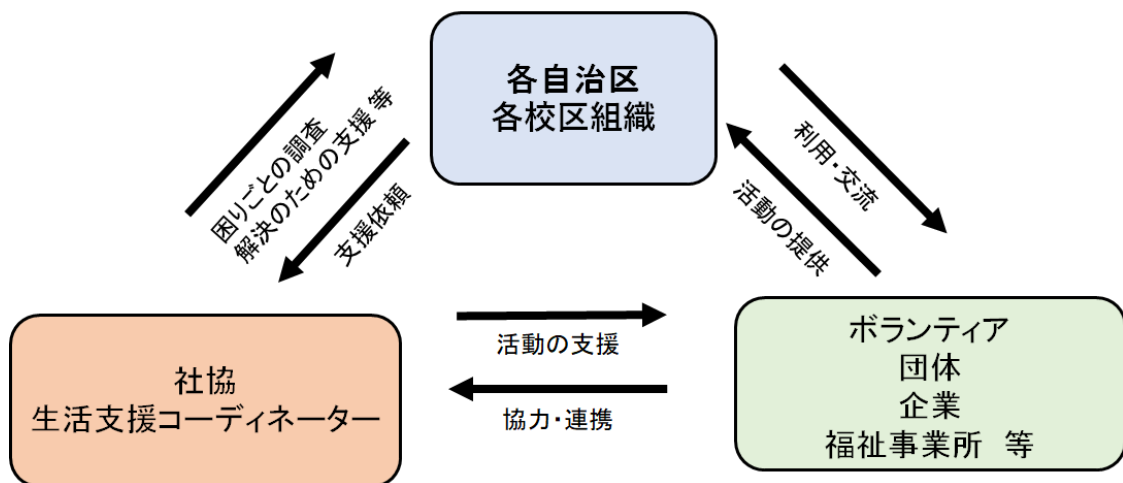 各自治区
各校区組織
困りごとの調査
解決のための支援 等
支援依頼
利用・交流
活動の提供
社協
生活支援コーディネーター
活動の支援
協力・連携
ボランティア
団体
企業
福祉事業所　等